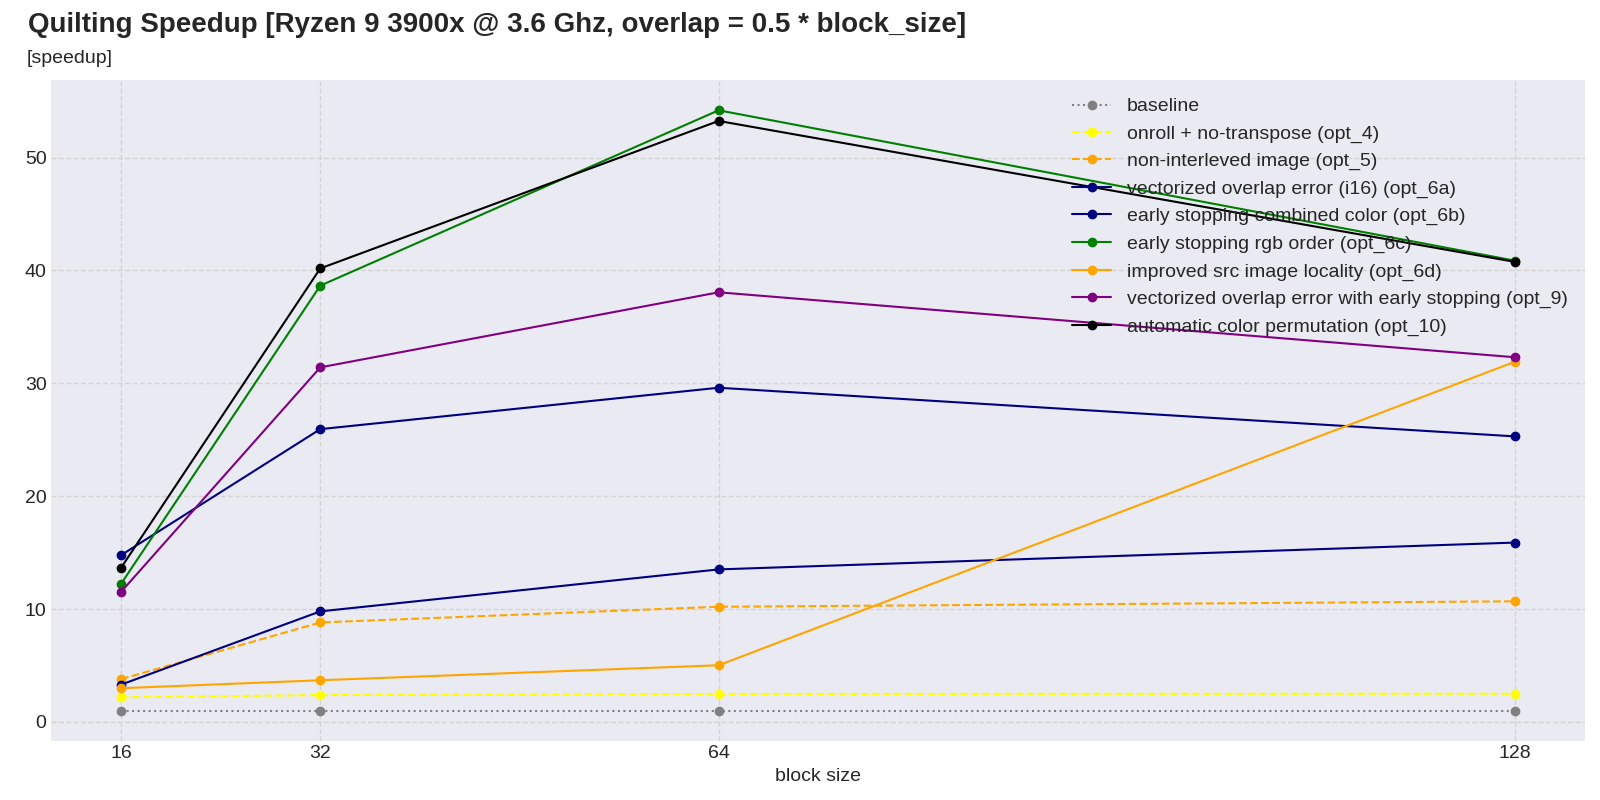 Quilting Speedup [Ryzen 9 3900x @ 3.6 Ghz, overlap = 0.5 * block_size]
[speedup]
baseline
onroll + no-transpose (opt_4)
non-interleved image (opt_5)
vectorized overlap error (i16) (opt_6a)
early stopping combined color (opt_6b)
early stopping rgb order (opt_6c)
improved src image locality (opt_6d)
vectorized overlap error with early stopping (opt_9)
automatic color permutation (opt_10)
50
40
30
20
10
0
16 32 64 128
block size